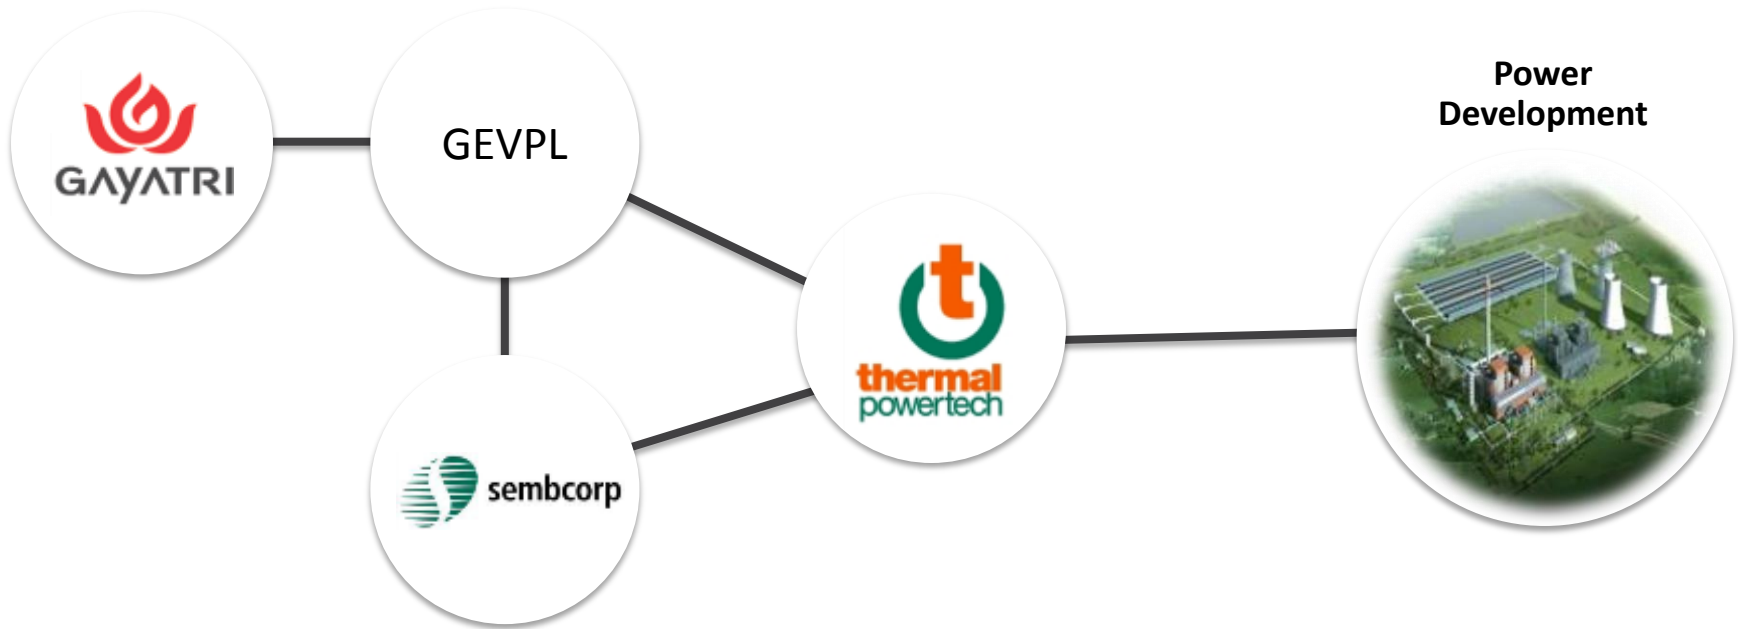 GAYATRI
GEVPL
Power
Development
t
thermal
powertech
sembcorp